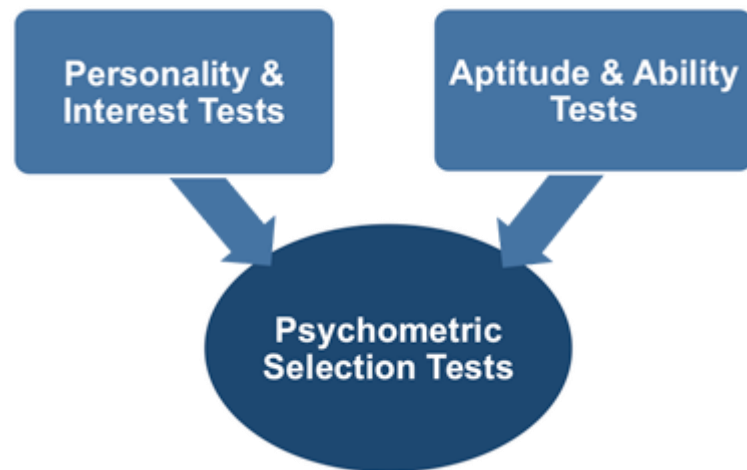 Personality &
Interest Tests
Aptitude & Ability
Tests
Psychometric
Selection Tests